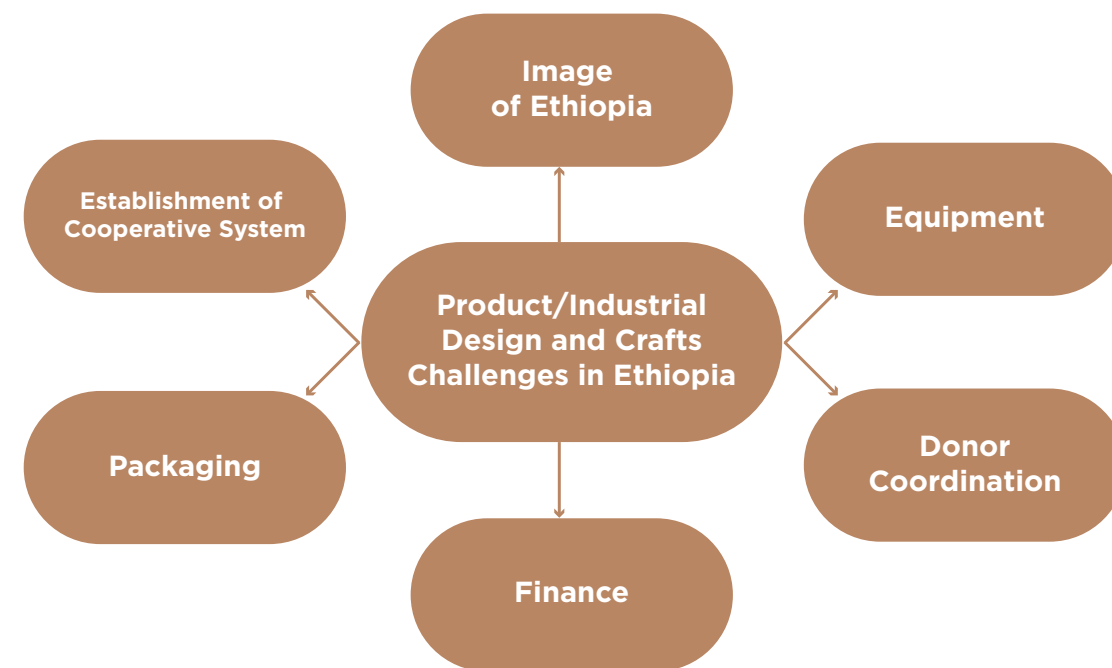 Image
of Ethiopia
Establishment of
Cooperative System
Equipment
Product/Industrial
Design and Crafts
Challenges in Ethiopia
Packaging
Donor
Coordination
Finance